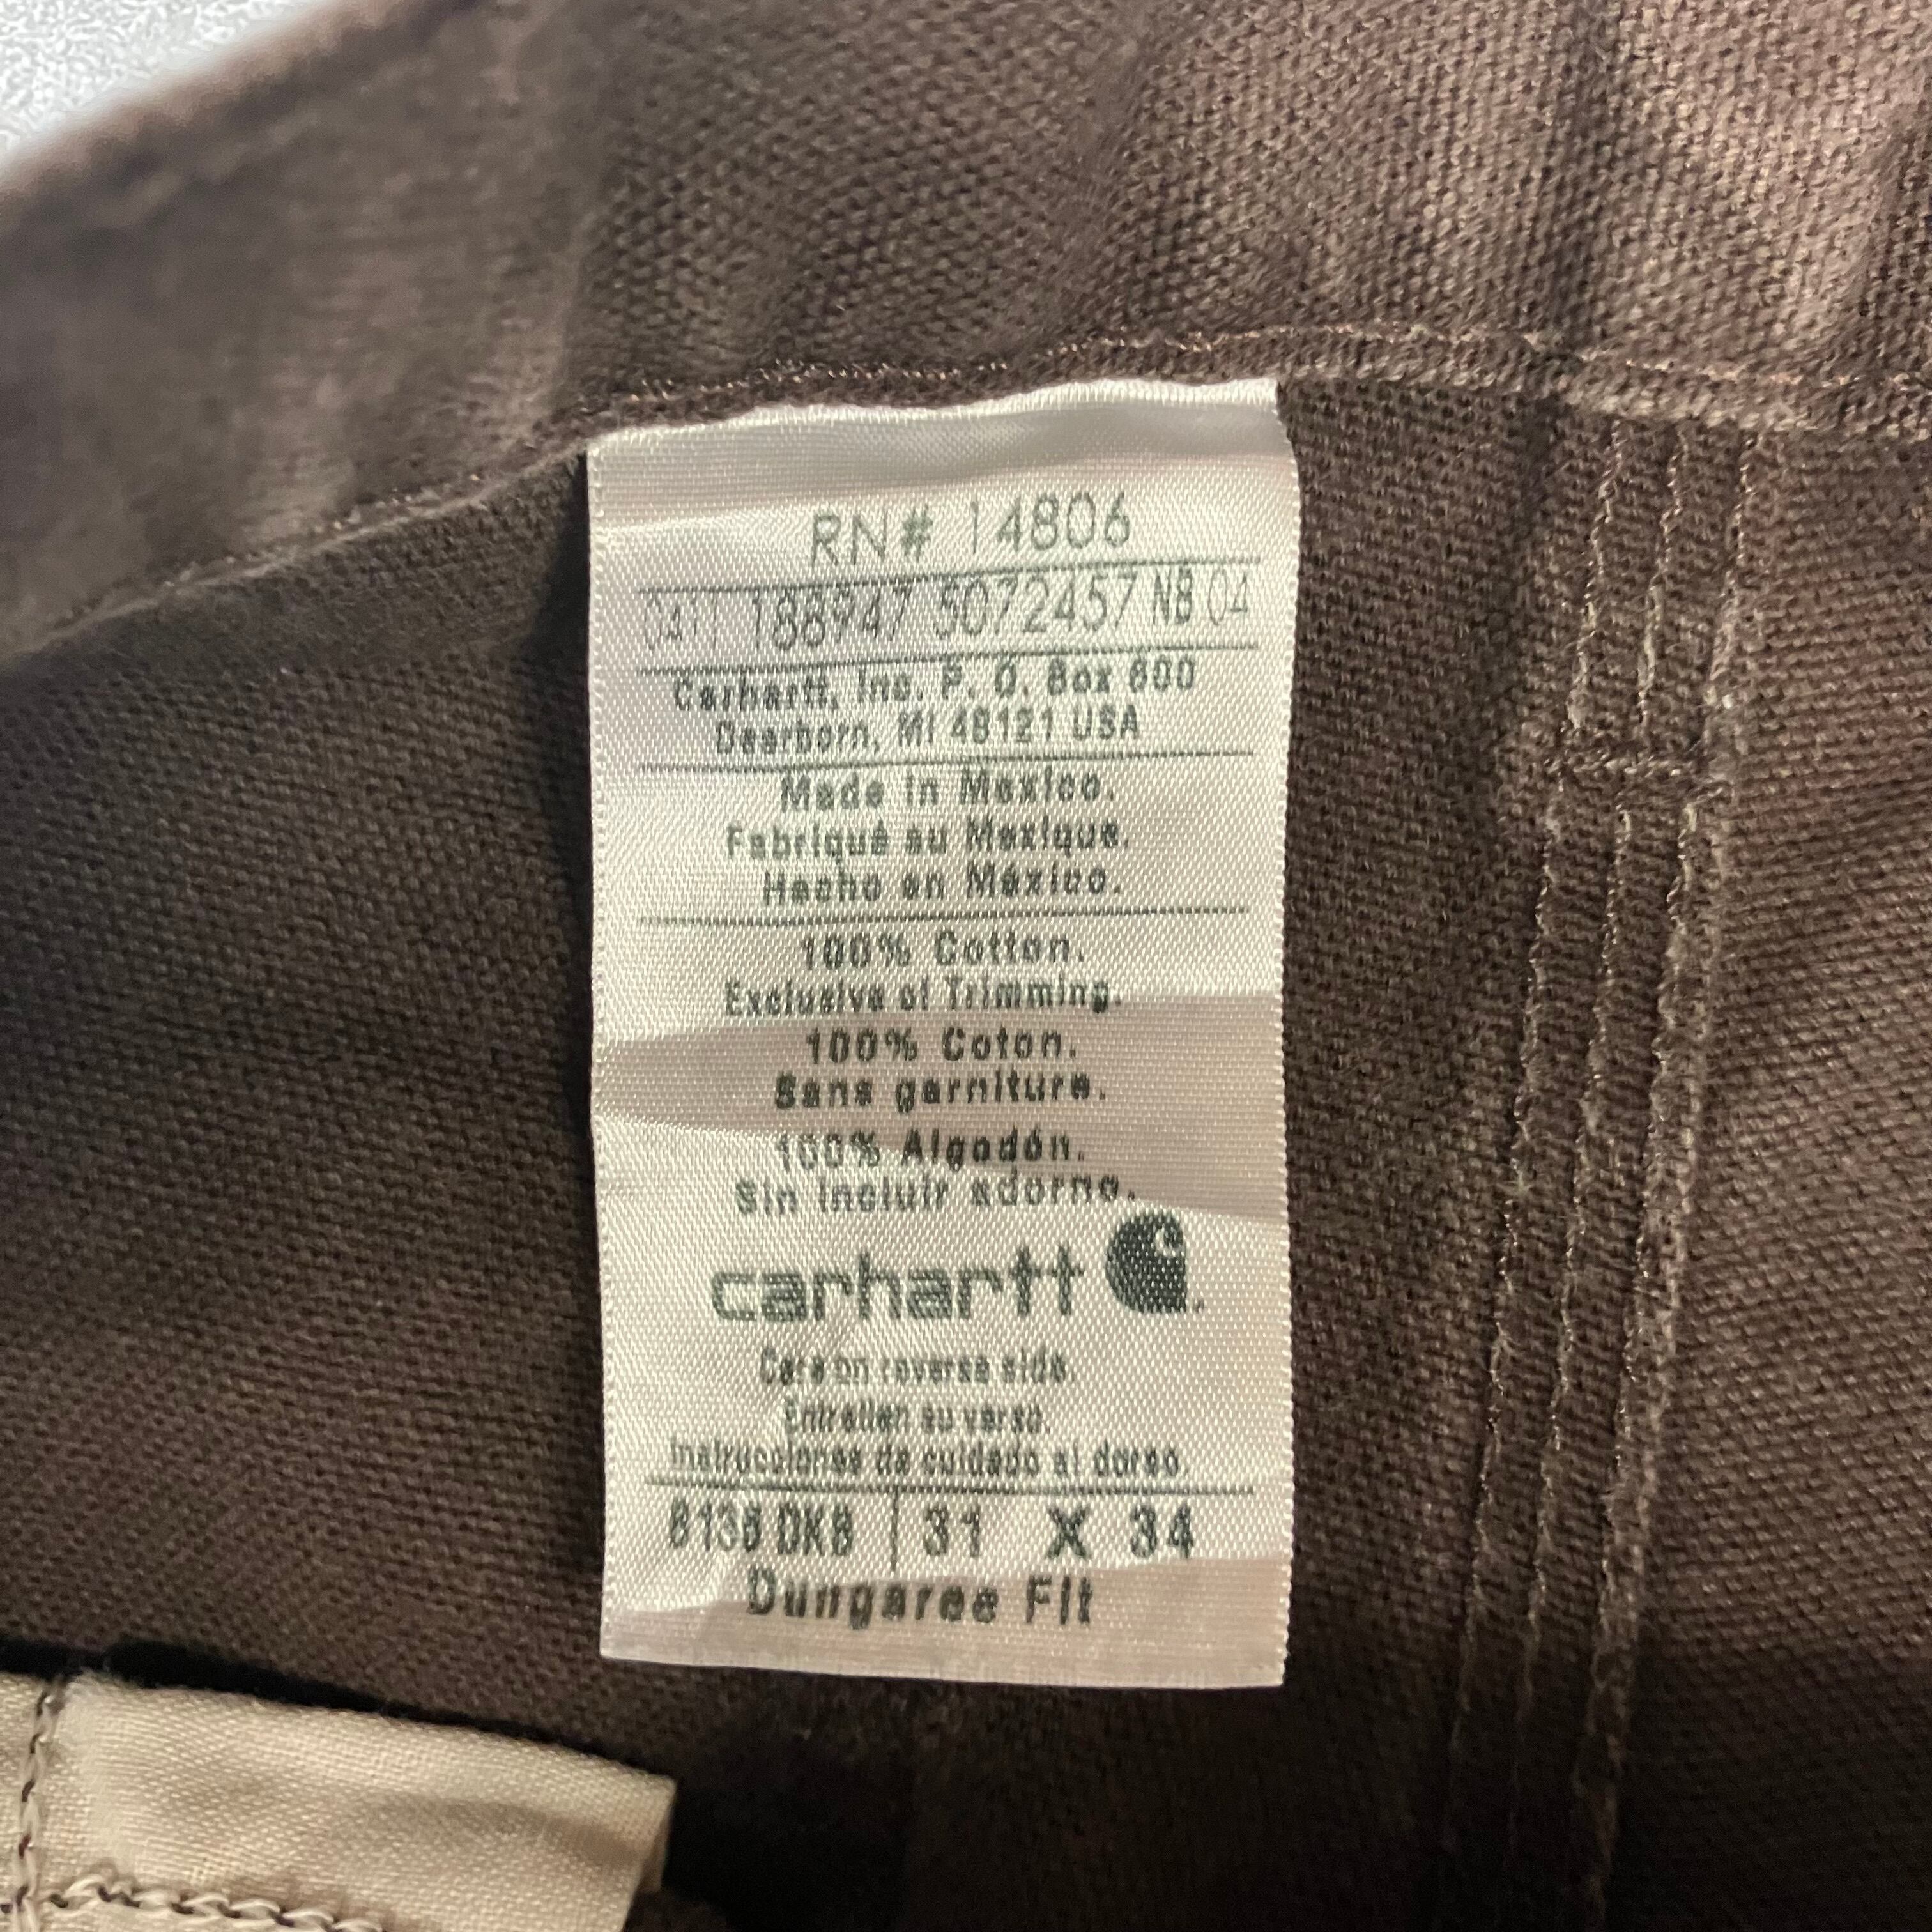 RN# 14806
188947 5072457 NB 04
Carhartt, Inc. P. O. Box 600
Dearborn, MI 48121 USA
Made in Mexico.
Fabriqué au Mexique.
Hecho en México.
100% Cotton.
Exclusive of Trimming.
100% Coton.
Sans garniture.
100% Algodón.
Sin incluir adorno.
carhartt
Care on reverse side
Entretien au verso
Instrucciones de cuidado al dorso
B136 DKB 31 X 34
Dungaree Fit